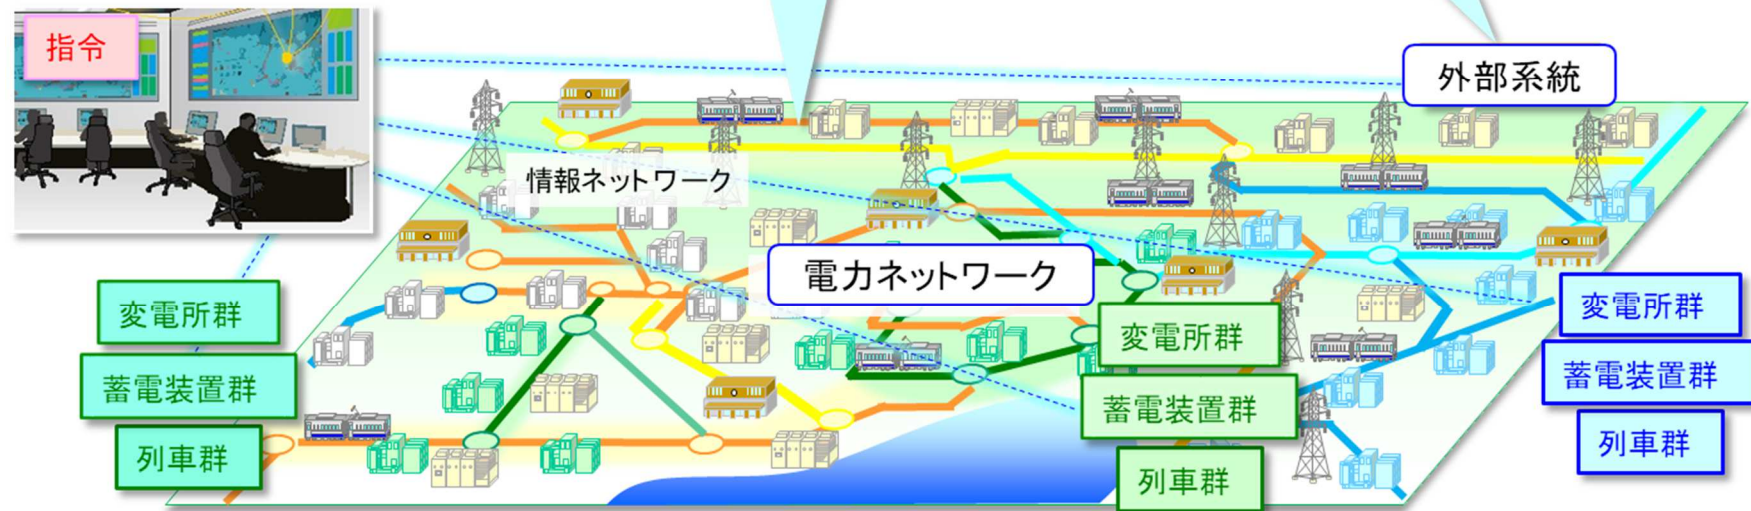 指令
外部系統
情報ネットワーク
電力ネットワーク
変電所群
蓄電装置群
列車群
変電所群
蓄電装置群
列車群
変電所群
蓄電装置群
列車群